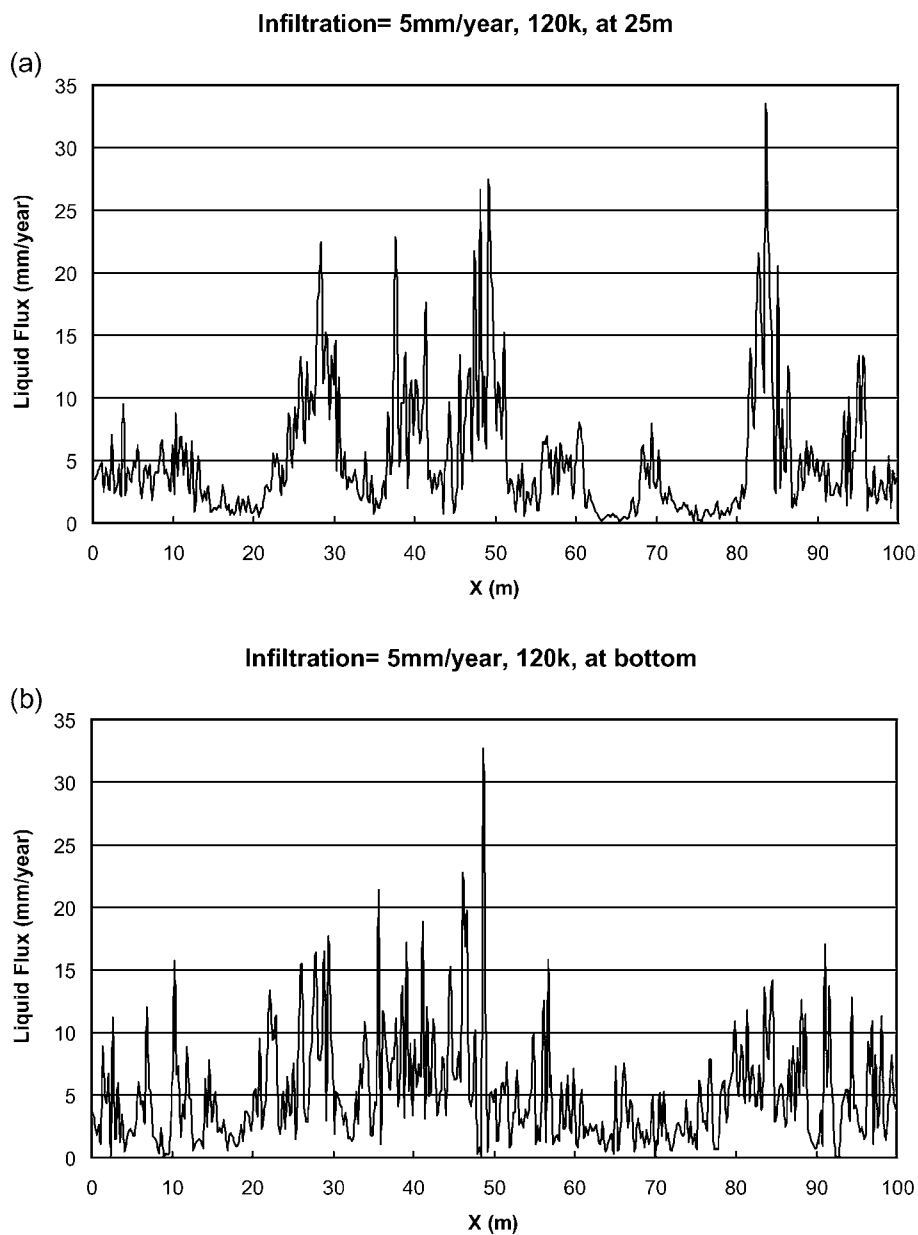 Infiltration= 5mm/year, 120k, at 25m
(a)
35
30
25
20
15
10
5
0
Liquid Flux (mm/year)
0 10 20 30 40 50 60 70 80 90 100
X (m)
Infiltration= 5mm/year, 120k, at bottom
(b)
35
30
25
20
15
10
5
0
Liquid Flux (mm/year)
0 10 20 30 40 50 60 70 80 90 100
X (m)